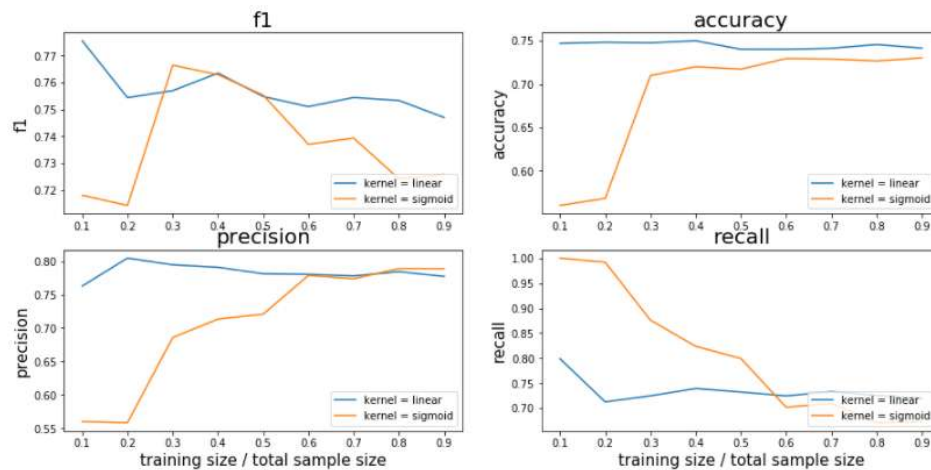 f1
f1
0.77
0.76
0.75
0.74
0.73
0.72
kernel = linear
kernel = sigmoid
0.1 0.2 0.3 0.4 0.5 0.6 0.7 0.8 0.9
accuracy
accuracy
0.75
0.70
0.65
0.60
kernel = linear
kernel = sigmoid
0.1 0.2 0.3 0.4 0.5 0.6 0.7 0.8 0.9
precision
precision
0.80
0.75
0.70
0.65
0.60
0.55
kernel = linear
kernel = sigmoid
0.1 0.2 0.3 0.4 0.5 0.6 0.7 0.8 0.9
training size / total sample size
recall
recall
1.00
0.95
0.90
0.85
0.80
0.75
0.70
kernel = linear
kernel = sigmoid
0.1 0.2 0.3 0.4 0.5 0.6 0.7 0.8 0.9
training size / total sample size